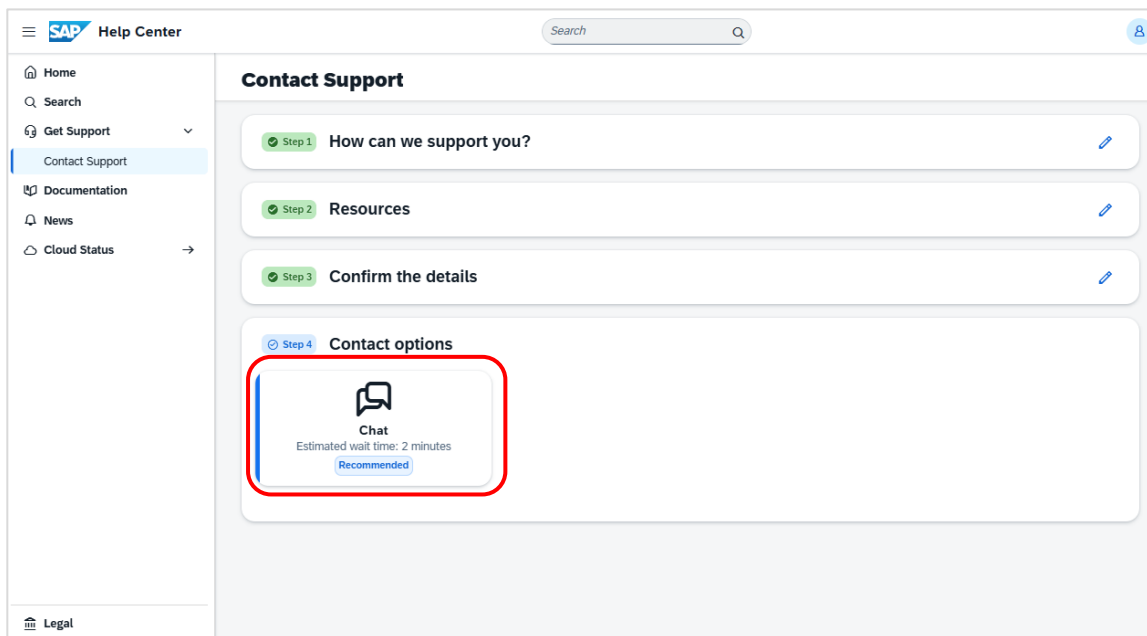 SAP Help Center
Search
Home
Search
Get Support
Contact Support
Documentation
News
Cloud Status
Legal
Contact Support
Step 1 How can we support you?
Step 2 Resources
Step 3 Confirm the details
Step 4 Contact options
Chat
Estimated wait time: 2 minutes
Recommended